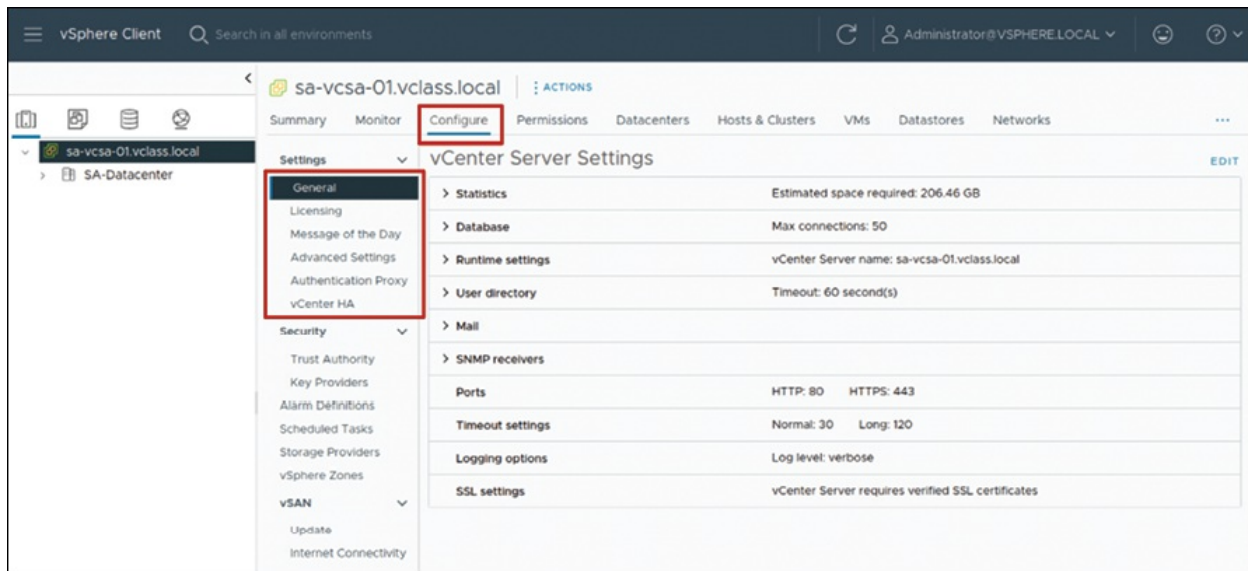 vSphere Client Search in all environments Administrator@VSPHERE.LOCAL
sa-vcsa-01.vclass.local ACTIONS
Summary Monitor Configure Permissions Datacenters Hosts & Clusters VMs Datastores Networks ...
sa-vcsa-01.vclass.local
SA-Datacenter
Settings
General
Licensing
Message of the Day
Advanced Settings
Authentication Proxy
vCenter HA
Security
Trust Authority
Key Providers
Alarm Definitions
Scheduled Tasks
Storage Providers
vSphere Zones
vSAN
Update
Internet Connectivity
vCenter Server Settings EDIT
Statistics Estimated space required: 206.46 GB
Database Max connections: 50
Runtime settings vCenter Server name: sa-vcsa-01.vclass.local
User directory Timeout: 60 second(s)
Mail
SNMP receivers
Ports HTTP: 80 HTTPS: 443
Timeout settings Normal: 30 Long: 120
Logging options Log level: verbose
SSL settings vCenter Server requires verified SSL certificates